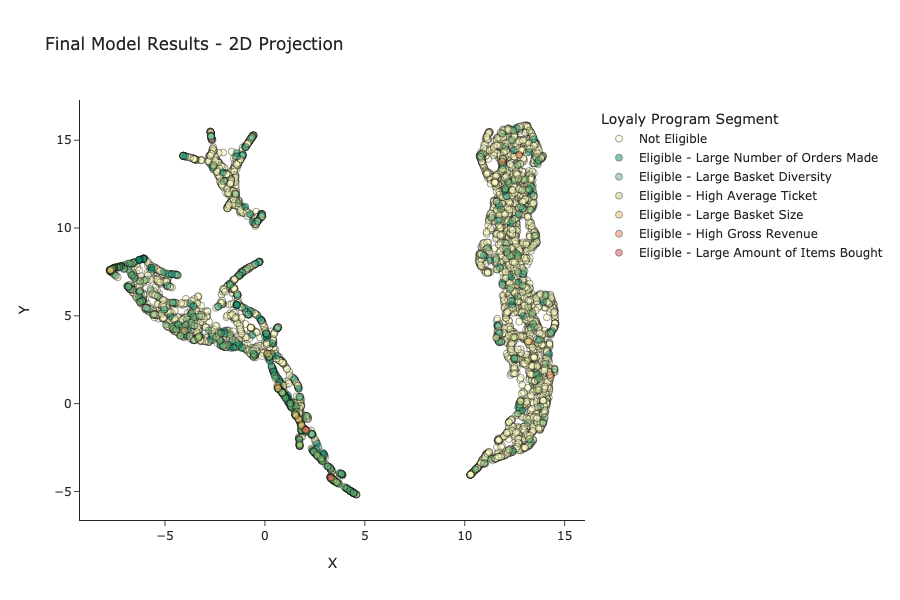 Final Model Results - 2D Projection
Loyaly Program Segment
Not Eligible
Eligible - Large Number of Orders Made
Eligible - Large Basket Diversity
Eligible - High Average Ticket
Eligible - Large Basket Size
Eligible - High Gross Revenue
Eligible - Large Amount of Items Bought
15
10
5
0
−5
Y
−5
0
5
10
15
X